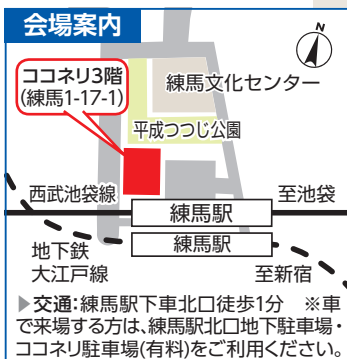 会場案内
N
ココネリ3階
(練馬1-17-1)
練馬文化センター
平成つつじ公園
西武池袋線
至池袋
練馬駅
練馬駅
地下鉄
大江戸線
至新宿
▶交通:練馬駅下車北口徒歩1分　※車
で来場する方は、練馬駅北口地下駐車場・
ココネリ駐車場(有料)をご利用ください。